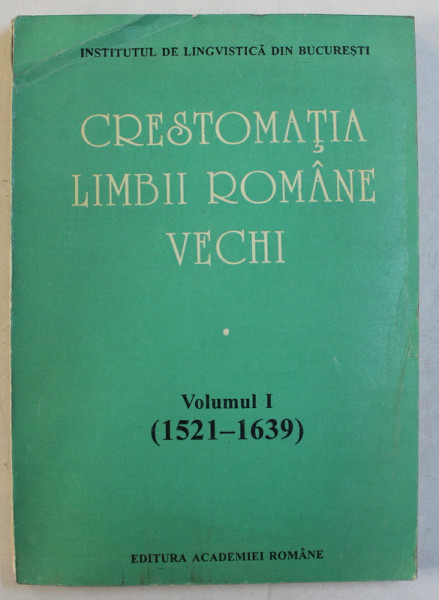 INSTITUTUL DE LINGVISTICĂ DIN BUCUREȘTI
CRESTOMAȚIA
LIMBII ROMÂNE
VECHI
Volumul I
(1521–1639)
EDITURA ACADEMIEI ROMÂNE